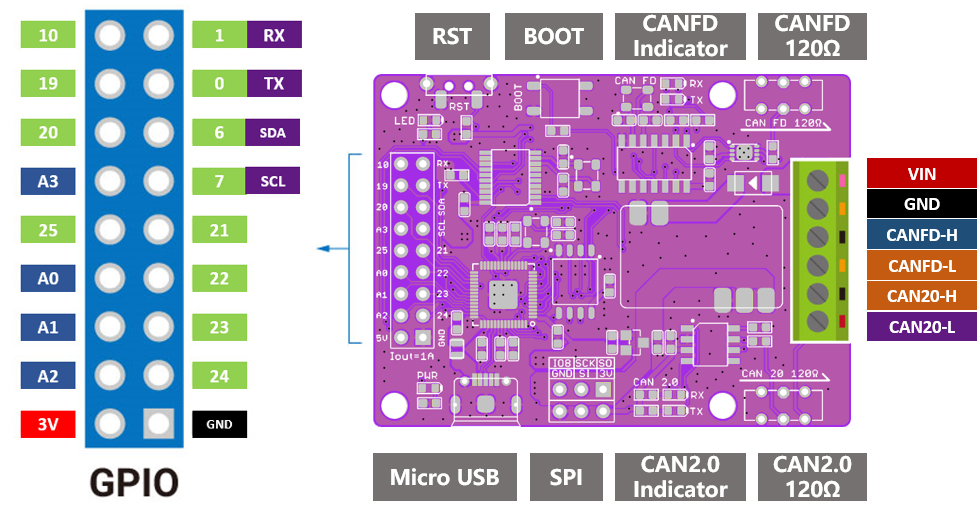 RST
BOOT
CANFD
Indicator
CANFD
120Ω
10
1
RX
19
0
TX
20
6
SDA
A3
7
SCL
25
21
A0
22
A1
23
A2
24
3V
GND
GPIO
RST
BOOT
CAN FD
RX
TX
LED
CAN FD 120Ω
10
RX
19
TX
20
SDA
A3
SCL
25
21
A0
22
A1
23
A2
24
5V
GND
Iout=1A
PWR
IO8 SCK SO
GND SI 3V
CAN 2.0
RX
TX
CAN 20 120Ω
VIN
GND
CANFD-H
CANFD-L
CAN20-H
CAN20-L
Micro USB
SPI
CAN2.0
Indicator
CAN2.0
120Ω